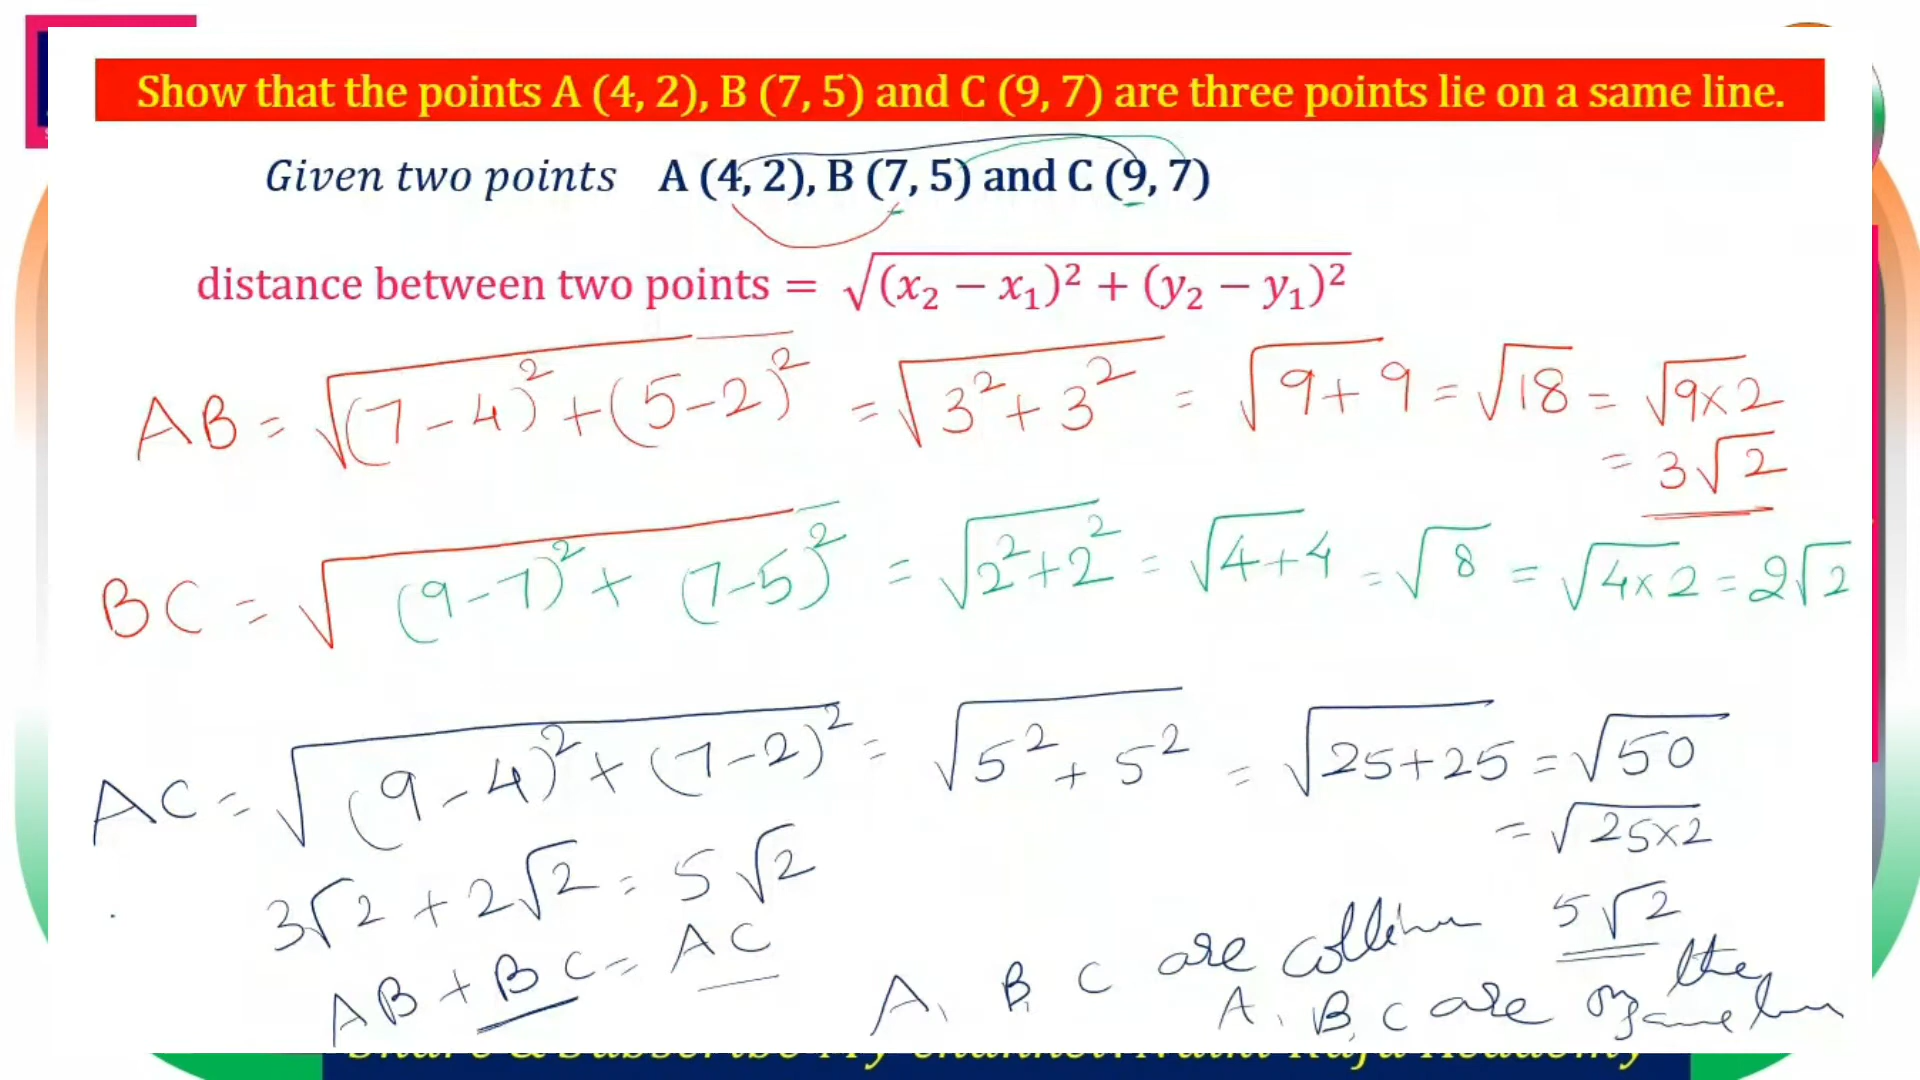 Show that the points A (4, 2), B (7, 5) and C (9, 7) are three points lie on a same line.
Given two points A (4, 2), B (7, 5) and C (9, 7)
distance between two points = √(x₂ − x₁)² + (y₂ − y₁)²
AB = √(7-4)² + (5-2)² = √3² + 3² = √9+9 = √18 = √9×2
= 3√2
BC = √(9-7)² + (7-5)² = √2²+2² = √4+4 = √8 = √4×2 = 2√2
AC = √(9-4)² + (7-2)² = √5² + 5² = √25+25 = √50
= √25×2
3√2 + 2√2 = 5√2
5√2
AB + BC = AC
A, B, C are
A, B, C are on the same